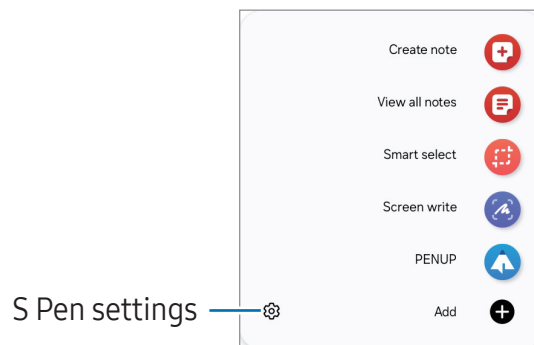 Create note
View all notes
Smart select
Screen write
PENUP
S Pen settings
Add